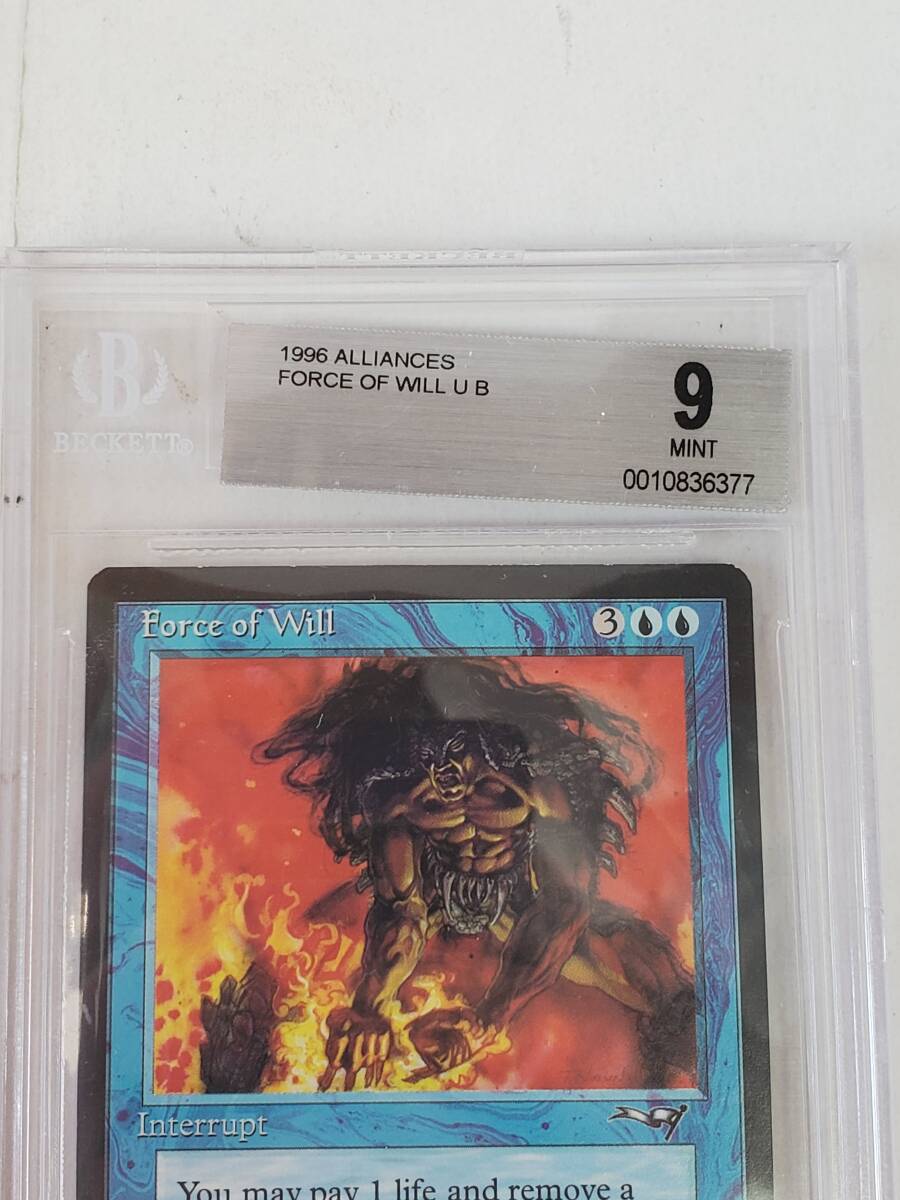 BECKETT
B
BECKETT®
1996 ALLIANCES
FORCE OF WILL U B
9
MINT
0010836377
Force of Will
3
Interrupt
You may pay 1 life and remove a